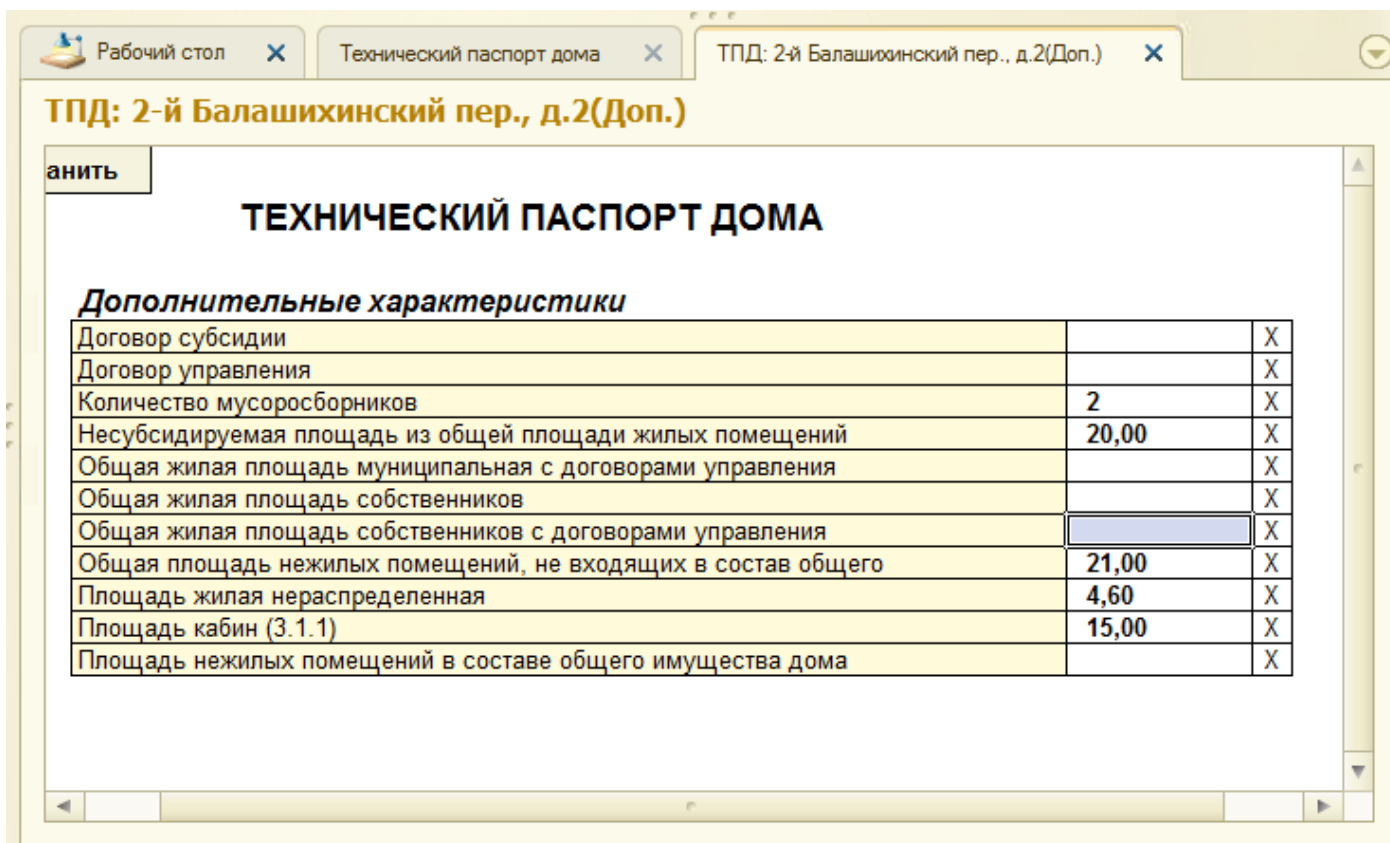 Рабочий стол X Технический паспорт дома X ТПД: 2-й Балашихинский пер., д.2(Доп.) X
ТПД: 2-й Балашихинский пер., д.2(Доп.)
анить
ТЕХНИЧЕСКИЙ ПАСПОРТ ДОМА
Дополнительные характеристики
Договор субсидии X
Договор управления X
Количество мусоросборников 2 X
Несубсидируемая площадь из общей площади жилых помещений 20,00 X
Общая жилая площадь муниципальная с договорами управления X
Общая жилая площадь собственников X
Общая жилая площадь собственников с договорами управления X
Общая площадь нежилых помещений, не входящих в состав общего 21,00 X
Площадь жилая нераспределенная 4,60 X
Площадь кабин (3.1.1) 15,00 X
Площадь нежилых помещений в составе общего имущества дома X